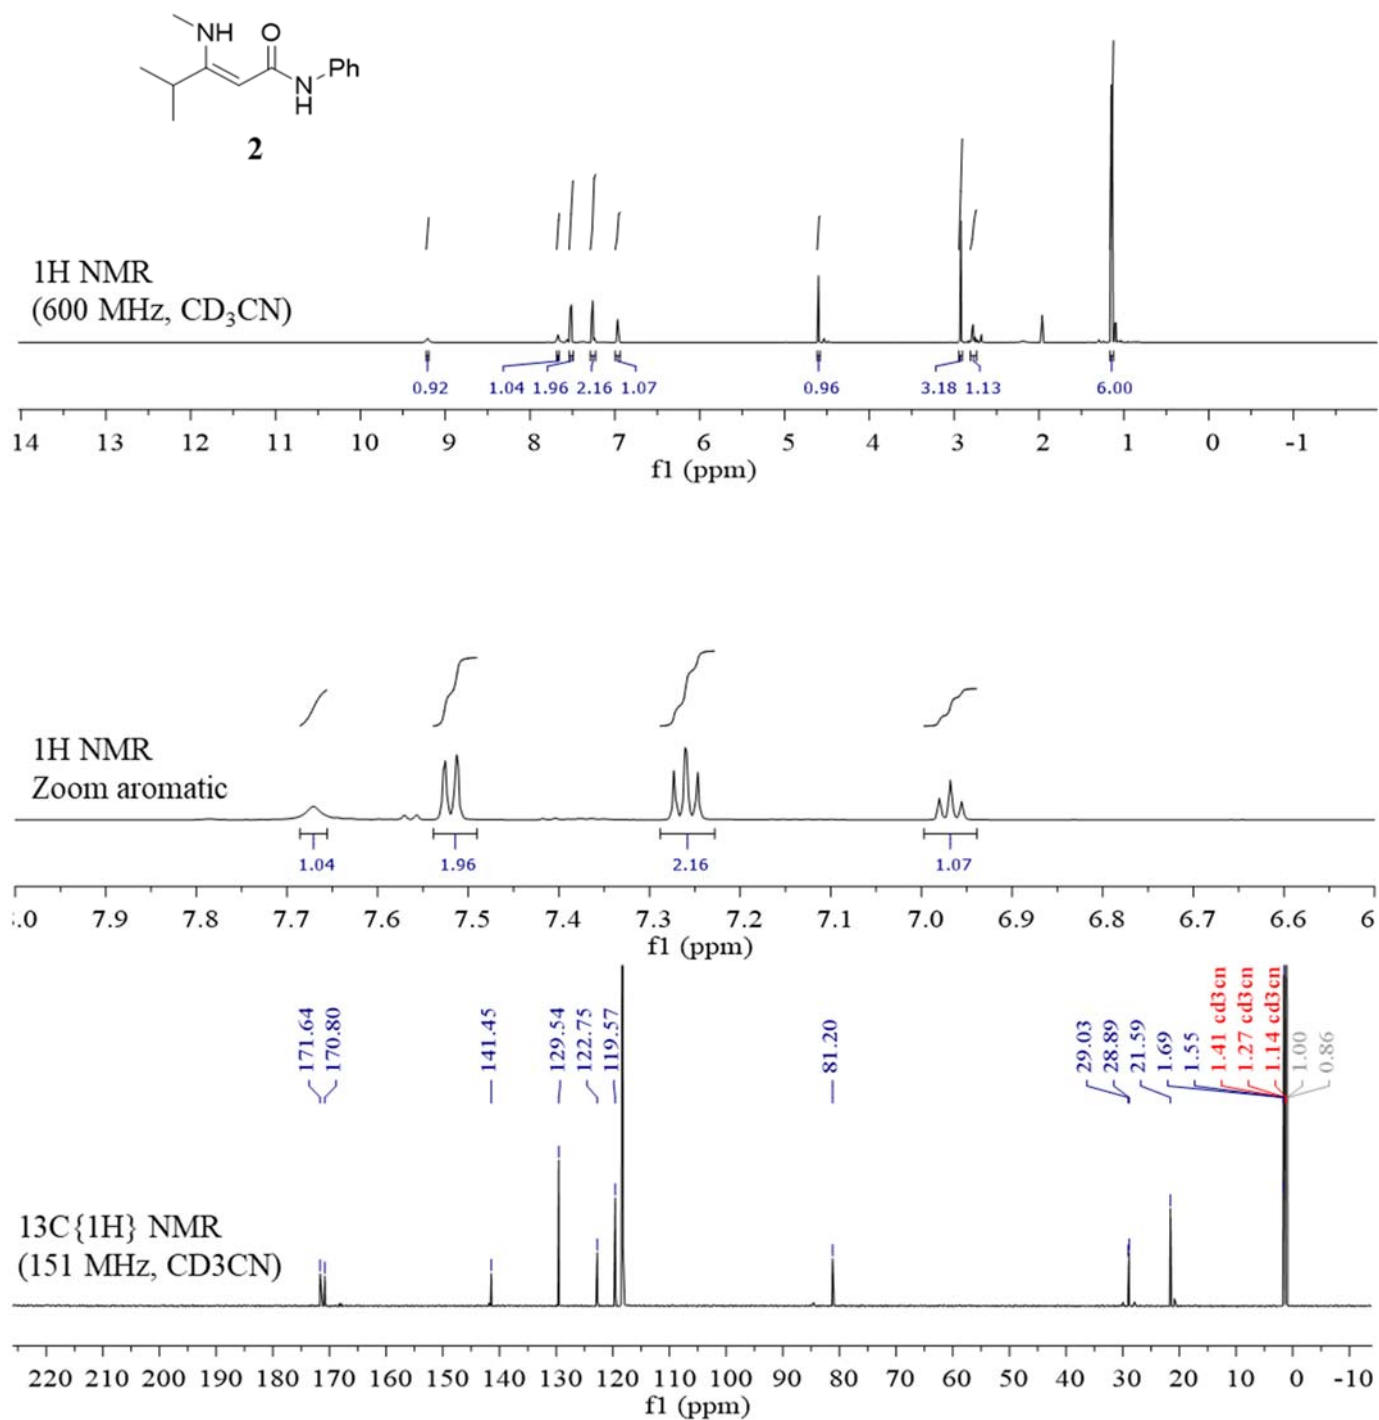 NH O
N Ph
H
2
1H NMR
(600 MHz, CD3CN)
0.92 1.04 1.96 2.16 1.07 0.96 3.18 1.13 6.00
14 13 12 11 10 9 8 7 6 5 4 3 2 1 0 -1
f1 (ppm)
1H NMR
Zoom aromatic
1.04 1.96 2.16 1.07
:.0 7.9 7.8 7.7 7.6 7.5 7.4 7.3 7.2 7.1 7.0 6.9 6.8 6.7 6.6 6
f1 (ppm)
171.64
170.80
141.45
129.54
122.75
119.57
81.20
29.03
28.89
21.59
1.69
1.55
1.41 cd3cn
1.27 cd3cn
1.14 cd3cn
1.00
0.86
13C{1H} NMR
(151 MHz, CD3CN)
220 210 200 190 180 170 160 150 140 130 120 110 100 90 80 70 60 50 40 30 20 10 0 -10
f1 (ppm)